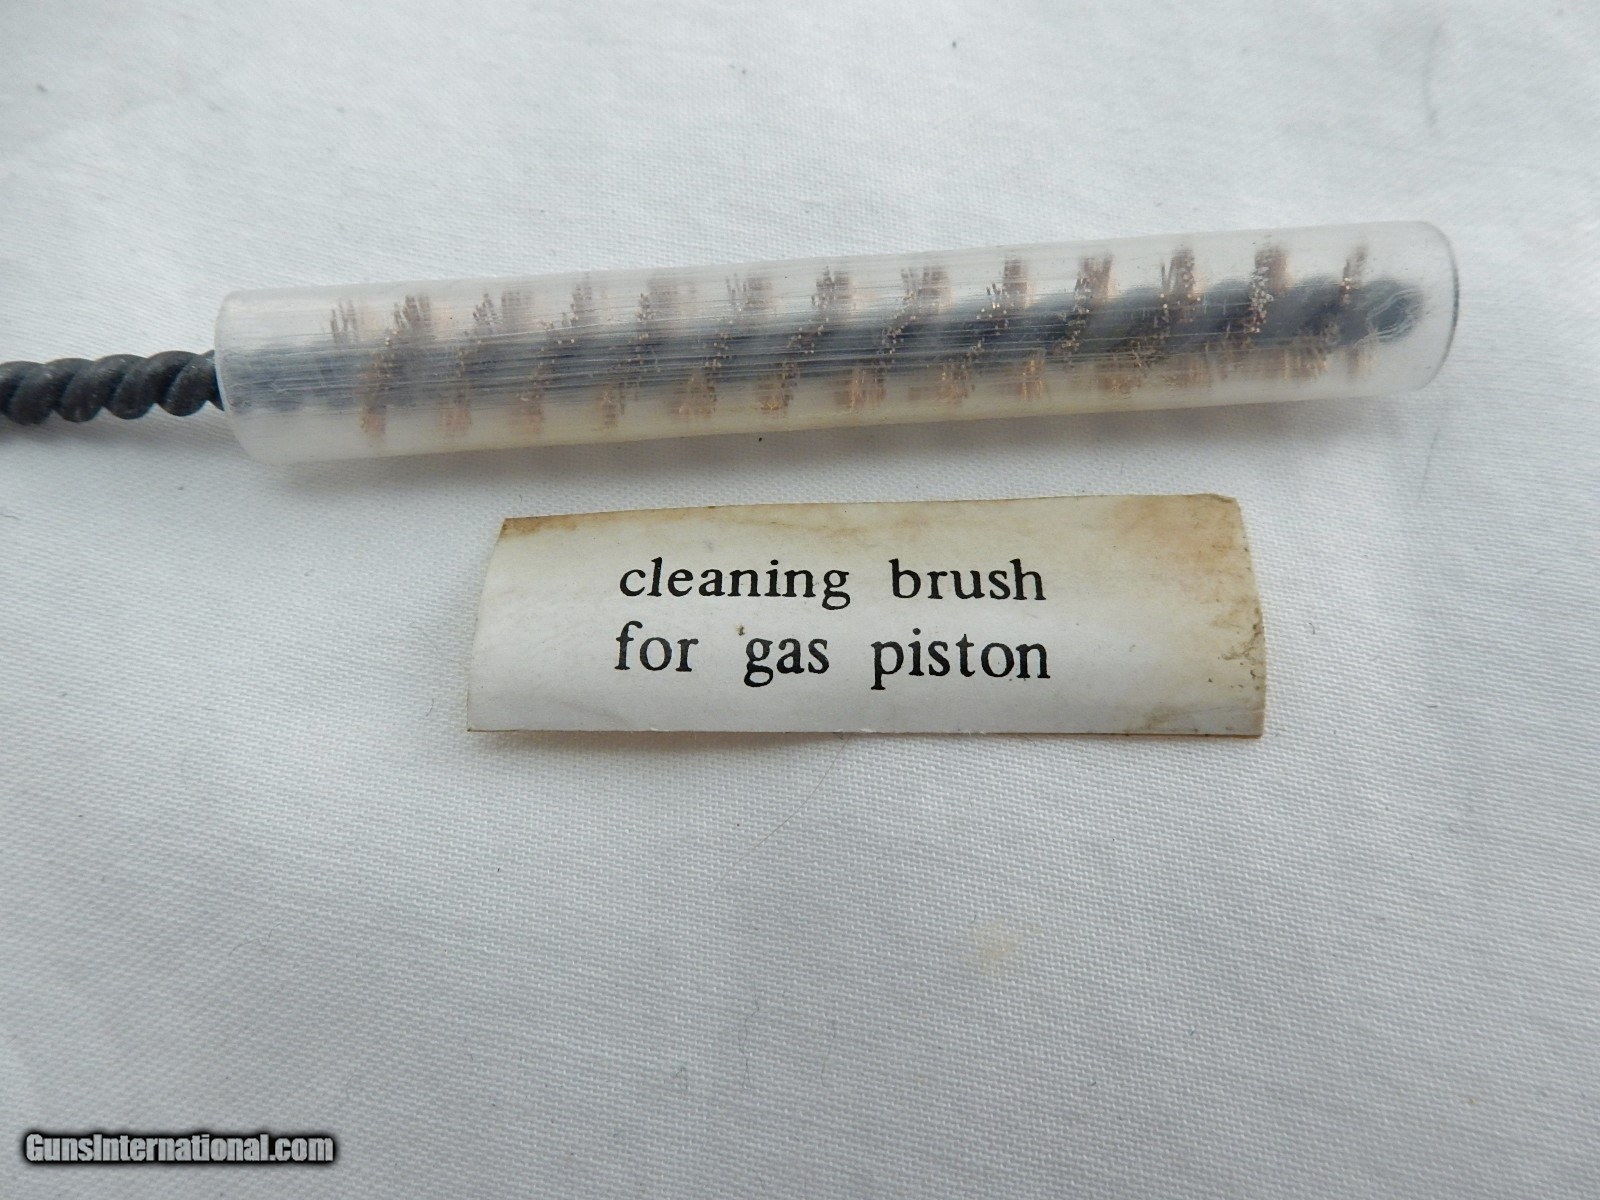 cleaning brush
for gas piston
GunsInternational.com